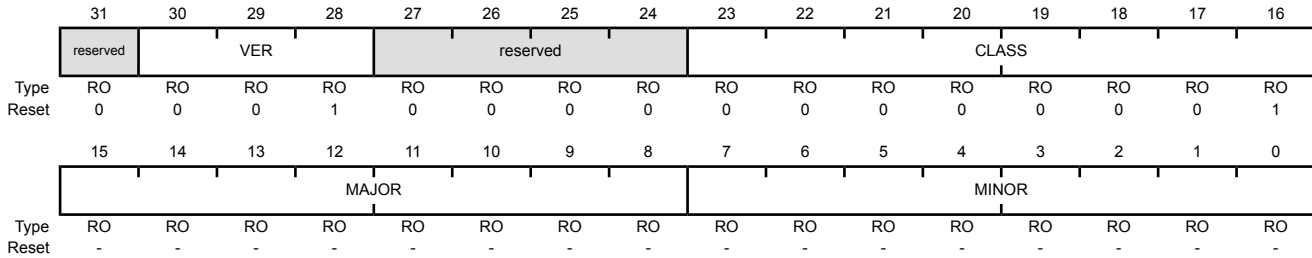 31 30 29 28 27 26 25 24 23 22 21 20 19 18 17 16
reserved VER reserved CLASS
Type RO RO RO RO RO RO RO RO RO RO RO RO RO RO RO RO
Reset 0 0 0 1 0 0 0 0 0 0 0 0 0 0 0 1
15 14 13 12 11 10 9 8 7 6 5 4 3 2 1 0
MAJOR MINOR
Type RO RO RO RO RO RO RO RO RO RO RO RO RO RO RO RO
Reset - - - - - - - - - - - - - - - -